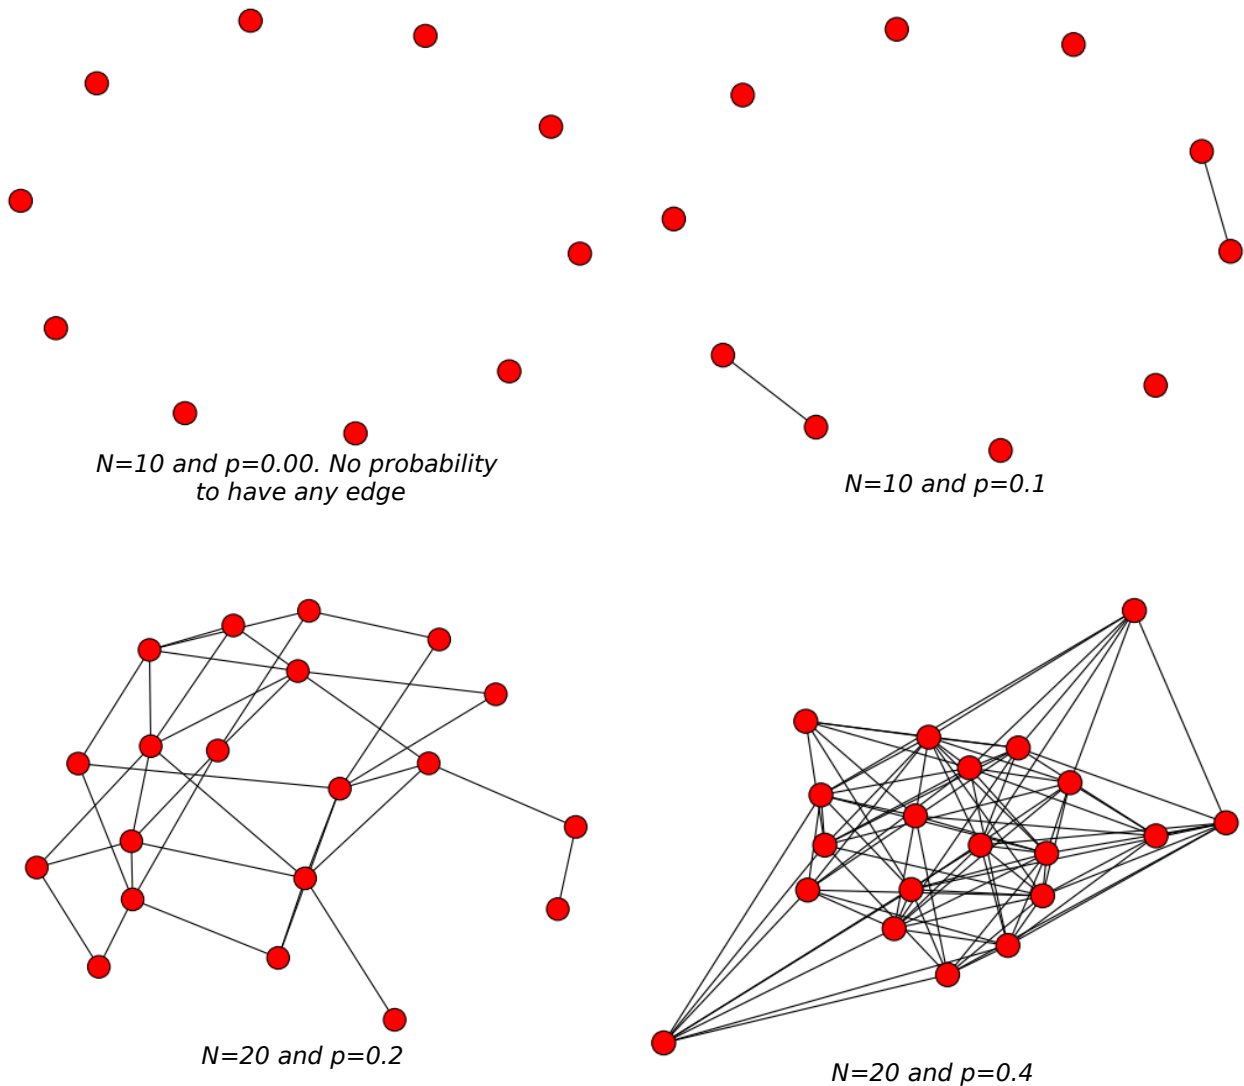 N=10 and p=0.00. No probability
to have any edge
N=10 and p=0.1
N=20 and p=0.2
N=20 and p=0.4